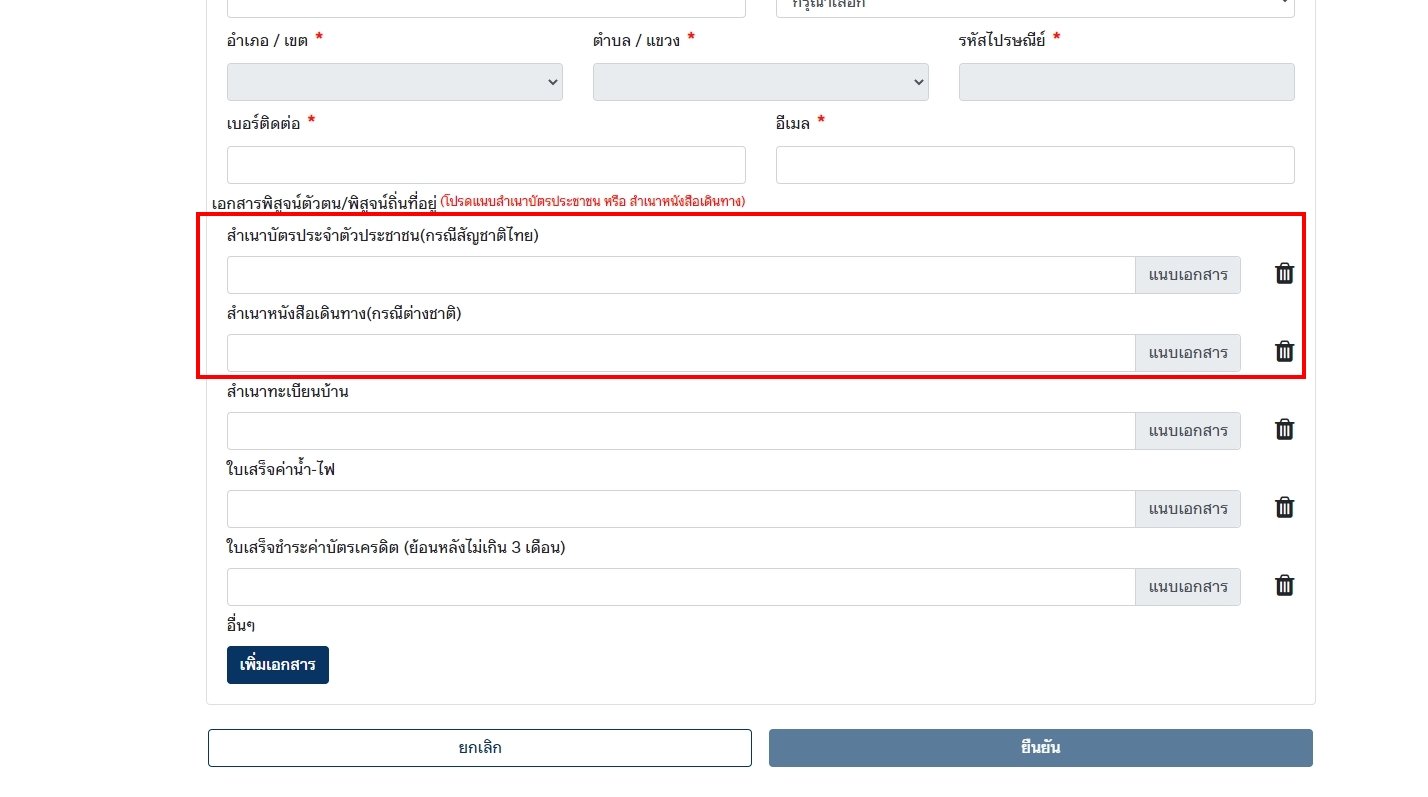 กรุณาเลือก
อำเภอ / เขต * ตำบล / แขวง * รหัสไปรษณีย์ *
เบอร์ติดต่อ * อีเมล *
เอกสารพิสูจน์ตัวตน/พิสูจน์ถิ่นที่อยู่ (โปรดแนบสำเนาบัตรประชาชน หรือ สำเนาหนังสือเดินทาง)
สำเนาบัตรประจำตัวประชาชน(กรณีสัญชาติไทย)
แนบเอกสาร
สำเนาหนังสือเดินทาง(กรณีต่างชาติ)
แนบเอกสาร
สำเนาทะเบียนบ้าน
แนบเอกสาร
ใบเสร็จค่าน้ำ-ไฟ
แนบเอกสาร
ใบเสร็จชำระค่าบัตรเครดิต (ย้อนหลังไม่เกิน 3 เดือน)
แนบเอกสาร
อื่นๆ
เพิ่มเอกสาร
ยกเลิก ยืนยัน